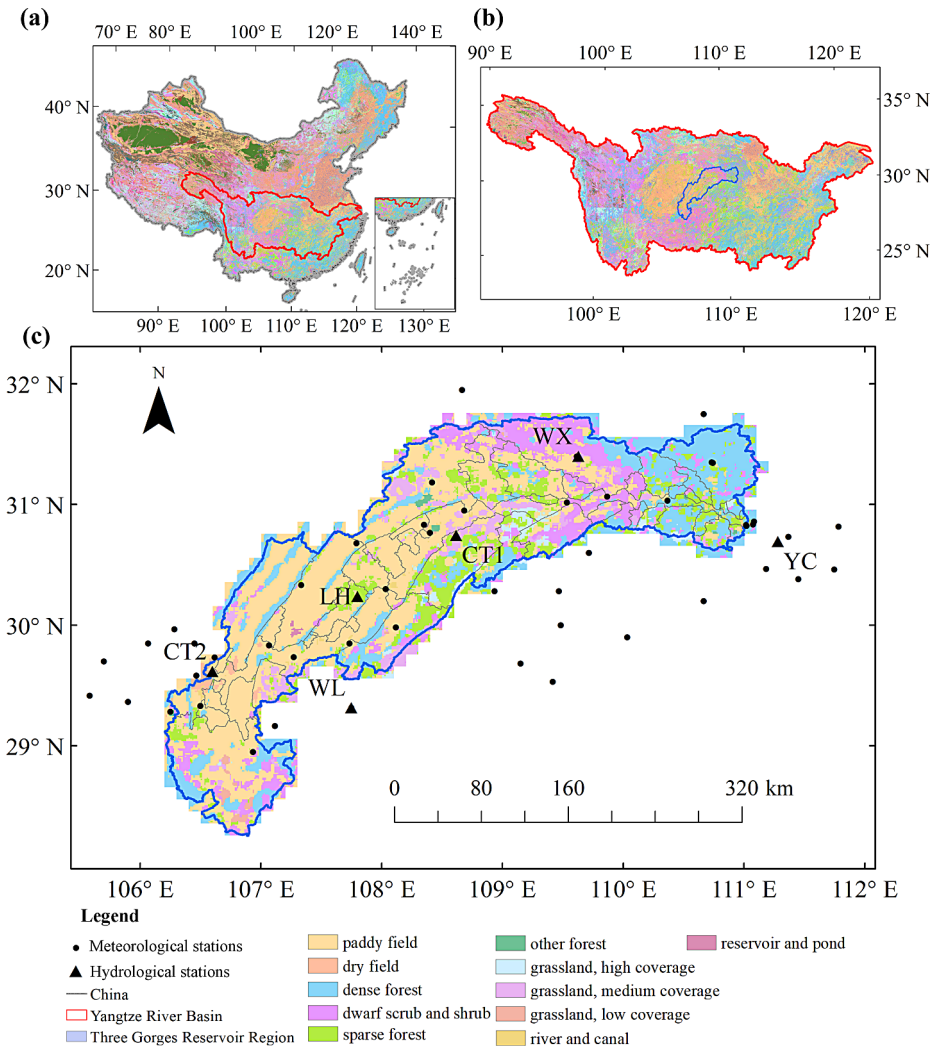 (a)
70° E 80° E 100° E 120° E 140° E
40° N
30° N
20° N
90° E 100° E 110° E 120° E 130° E
(b)
90° E 100° E 110° E 120° E
35° N
30° N
25° N
100° E 110° E 120° E
(c)
32° N
31° N
30° N
29° N
N
WX
CT1
YC
LH
CT2
WL
0 80 160 320 km
106° E 107° E 108° E 109° E 110° E 111° E 112° E
Legend
Meteorological stations
Hydrological stations
China
Yangtze River Basin
Three Gorges Reservoir Region
paddy field
dry field
dense forest
dwarf scrub and shrub
sparse forest
other forest
grassland, high coverage
grassland, medium coverage
grassland, low coverage
river and canal
reservoir and pond